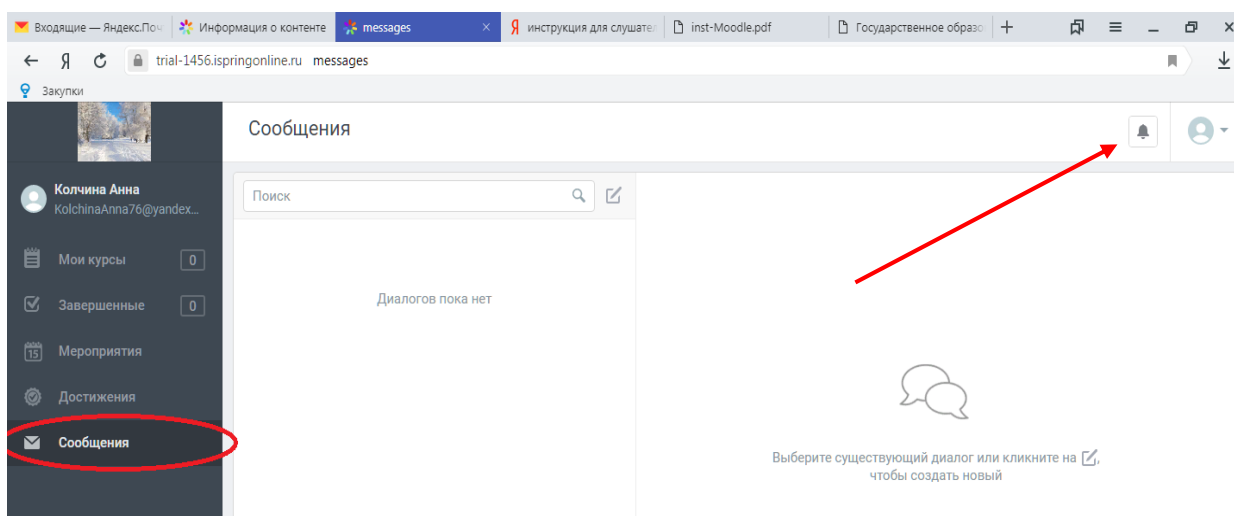 Входящие — Яндекс.Поч
Информация о контенте
messages
инструкция для слушател
inst-Moodle.pdf
Государственное образо
Я
trial-1456.ispringonline.ru messages
Закупки
Сообщения
Колчина Анна
KolchinaAnna76@yandex...
Поиск
Мои курсы 0
Завершенные 0
Диалогов пока нет
15 Мероприятия
Достижения
Сообщения
Выберите существующий диалог или кликните на ,
чтобы создать новый